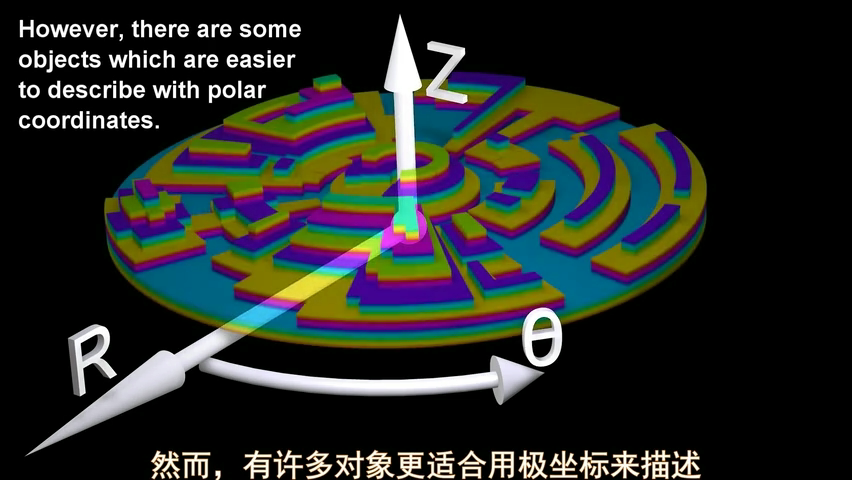 However, there are some
objects which are easier
to describe with polar
coordinates.
Z
R
θ
然而，有许多对象更适合用极坐标来描述